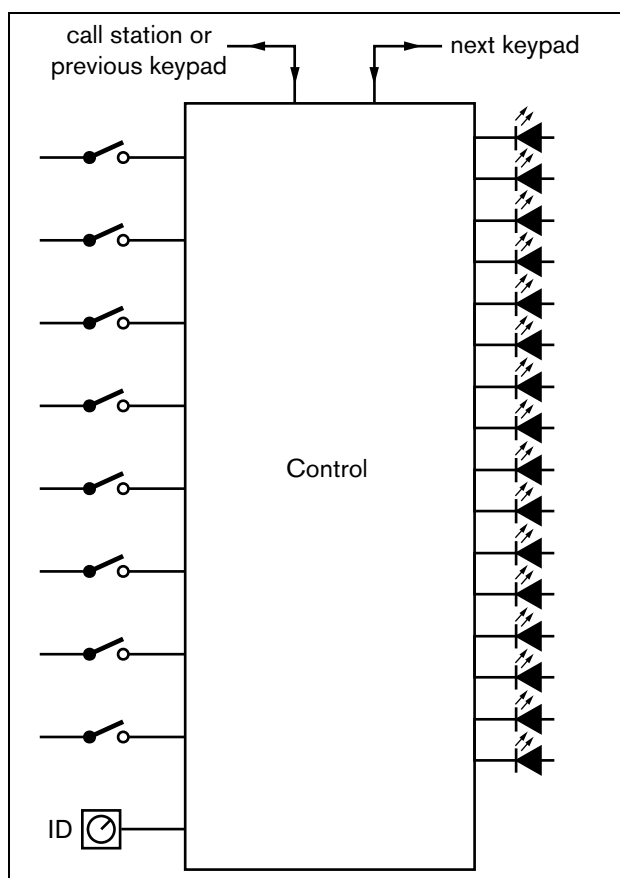 call station or
previous keypad
next keypad
Control
ID